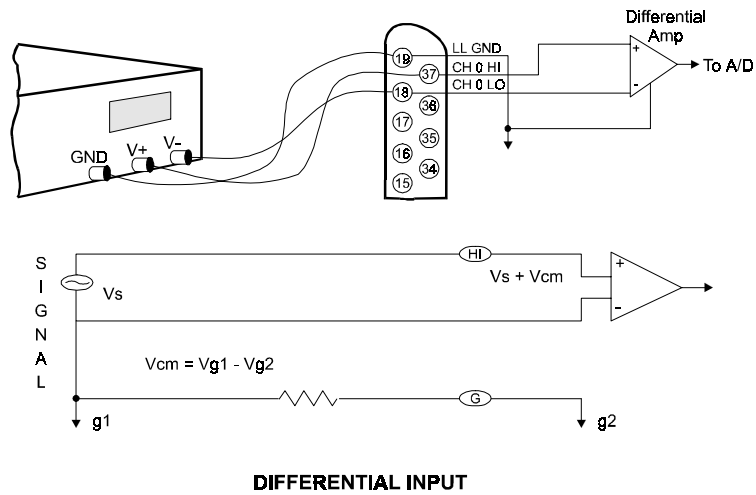 Differential
Amp
19
LL GND
37
CH 0 HI
+
To A/D
18
CH 0 LO
-
36
17
35
16
34
15
GND
V+
V-
SIGNAL
Vs
HI
Vs + Vcm
+
-
Vcm = Vg1 - Vg2
G
g1
g2
DIFFERENTIAL INPUT